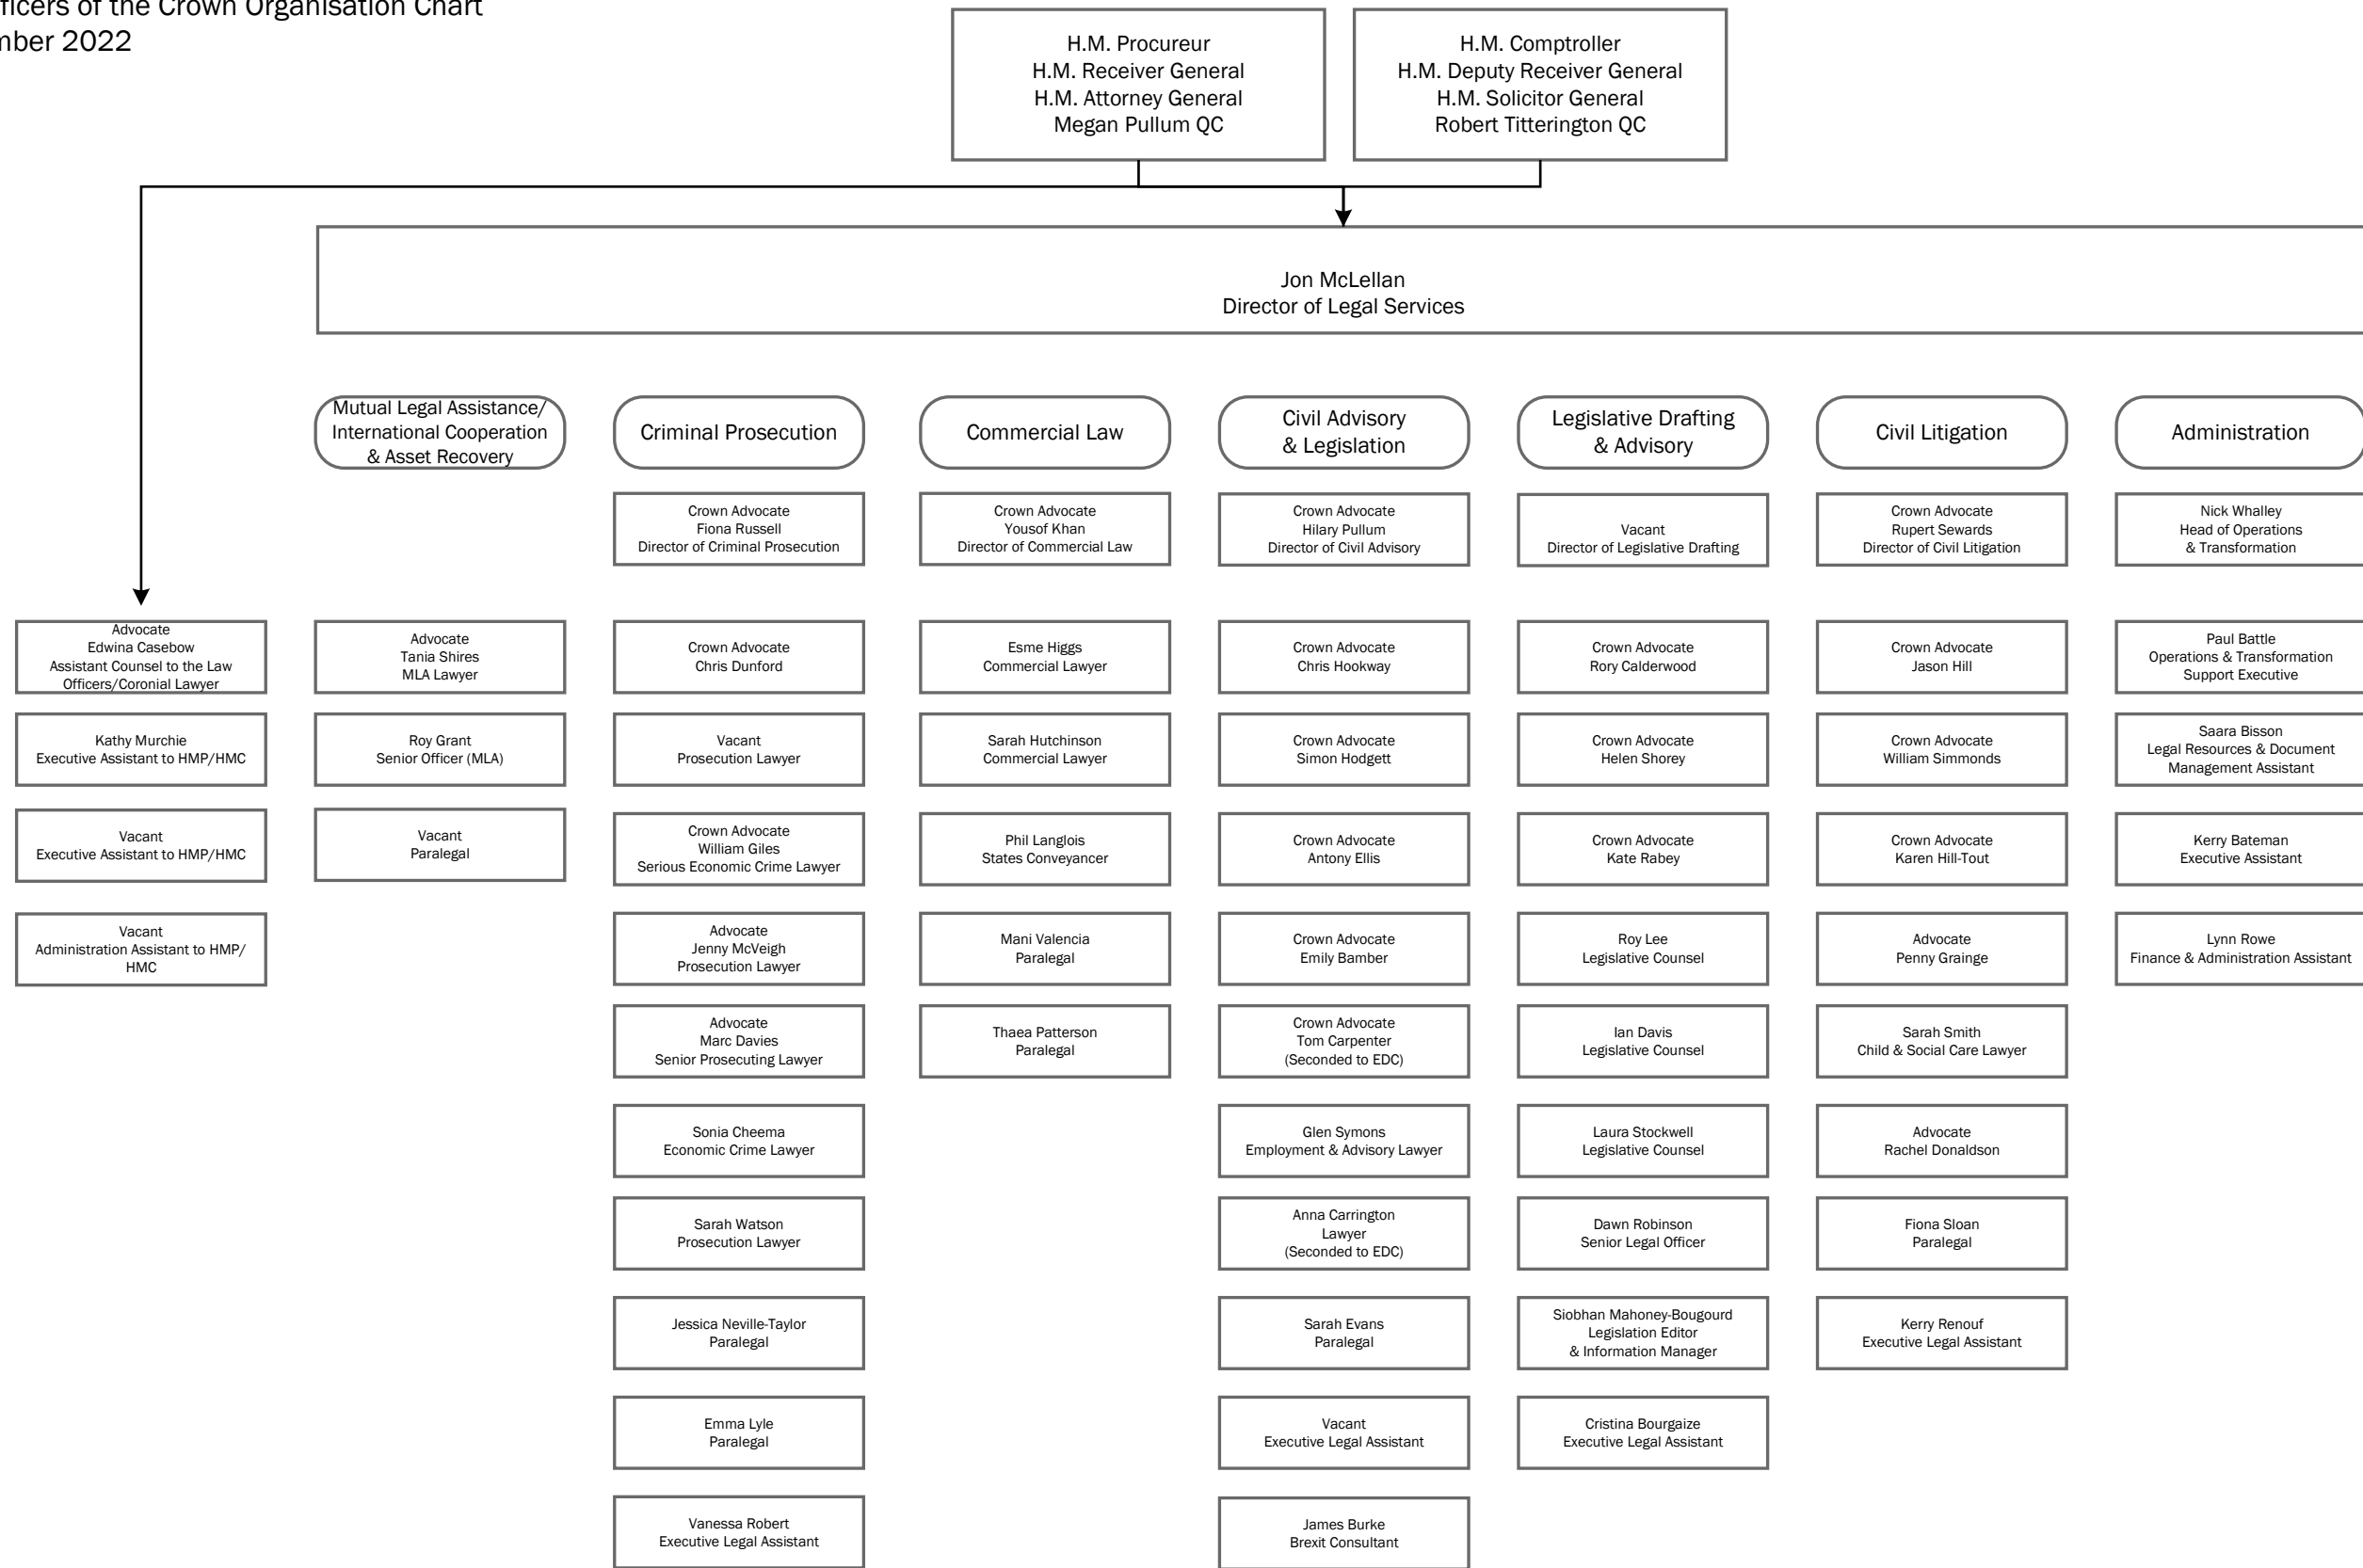 ficers of the Crown Organisation Chart
mber 2022
H.M. Procureur
H.M. Receiver General
H.M. Attorney General
Megan Pullum QC
H.M. Comptroller
H.M. Deputy Receiver General
H.M. Solicitor General
Robert Titterington QC
Jon McLellan
Director of Legal Services
Mutual Legal Assistance/
International Cooperation
& Asset Recovery
Criminal Prosecution
Commercial Law
Civil Advisory
& Legislation
Legislative Drafting
& Advisory
Civil Litigation
Administration
Crown Advocate
Fiona Russell
Director of Criminal Prosecution
Crown Advocate
Yousof Khan
Director of Commercial Law
Crown Advocate
Hilary Pullum
Director of Civil Advisory
Vacant
Director of Legislative Drafting
Crown Advocate
Rupert Sewards
Director of Civil Litigation
Nick Whalley
Head of Operations
& Transformation
Advocate
Edwina Casebow
Assistant Counsel to the Law
Officers/Coronial Lawyer
Advocate
Tania Shires
MLA Lawyer
Crown Advocate
Chris Dunford
Esme Higgs
Commercial Lawyer
Crown Advocate
Chris Hookway
Crown Advocate
Rory Calderwood
Crown Advocate
Jason Hill
Paul Battle
Operations & Transformation
Support Executive
Kathy Murchie
Executive Assistant to HMP/HMC
Roy Grant
Senior Officer (MLA)
Vacant
Prosecution Lawyer
Sarah Hutchinson
Commercial Lawyer
Crown Advocate
Simon Hodgett
Crown Advocate
Helen Shorey
Crown Advocate
William Simmonds
Saara Bisson
Legal Resources & Document
Management Assistant
Vacant
Executive Assistant to HMP/HMC
Vacant
Paralegal
Crown Advocate
William Giles
Serious Economic Crime Lawyer
Phil Langlois
States Conveyancer
Crown Advocate
Antony Ellis
Crown Advocate
Kate Rabey
Crown Advocate
Karen Hill-Tout
Kerry Bateman
Executive Assistant
Vacant
Administration Assistant to HMP/
HMC
Advocate
Jenny McVeigh
Prosecution Lawyer
Mani Valencia
Paralegal
Crown Advocate
Emily Bamber
Roy Lee
Legislative Counsel
Advocate
Penny Grainge
Lynn Rowe
Finance & Administration Assistant
Advocate
Marc Davies
Senior Prosecuting Lawyer
Thaea Patterson
Paralegal
Crown Advocate
Tom Carpenter
(Seconded to EDC)
Ian Davis
Legislative Counsel
Sarah Smith
Child & Social Care Lawyer
Sonia Cheema
Economic Crime Lawyer
Glen Symons
Employment & Advisory Lawyer
Laura Stockwell
Legislative Counsel
Advocate
Rachel Donaldson
Sarah Watson
Prosecution Lawyer
Anna Carrington
Lawyer
(Seconded to EDC)
Dawn Robinson
Senior Legal Officer
Fiona Sloan
Paralegal
Jessica Neville-Taylor
Paralegal
Sarah Evans
Paralegal
Siobhan Mahoney-Bougourd
Legislation Editor
& Information Manager
Kerry Renouf
Executive Legal Assistant
Emma Lyle
Paralegal
Vacant
Executive Legal Assistant
Cristina Bourgaize
Executive Legal Assistant
Vanessa Robert
Executive Legal Assistant
James Burke
Brexit Consultant